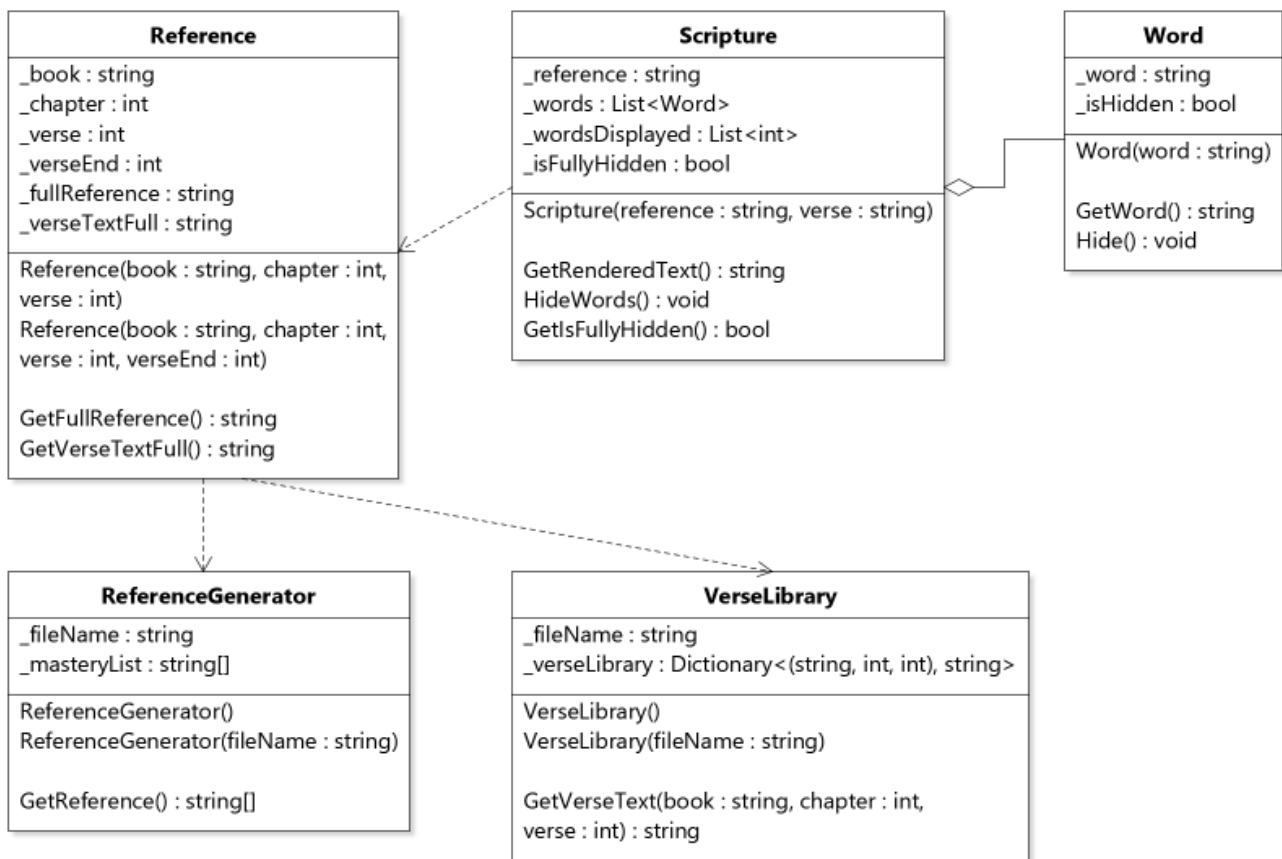 Reference
_book : string
_chapter : int
_verse : int
_verseEnd : int
_fullReference : string
_verseTextFull : string
Reference(book : string, chapter : int,
verse : int)
Reference(book : string, chapter : int,
verse : int, verseEnd : int)
GetFullReference() : string
GetVerseTextFull() : string
Scripture
_reference : string
_words : List<Word>
_wordsDisplayed : List<int>
_isFullyHidden : bool
Scripture(reference : string, verse : string)
GetRenderedText() : string
HideWords() : void
GetIsFullyHidden() : bool
Word
_word : string
_isHidden : bool
Word(word : string)
GetWord() : string
Hide() : void
ReferenceGenerator
_fileName : string
_masteryList : string[]
ReferenceGenerator()
ReferenceGenerator(fileName : string)
GetReference() : string[]
VerseLibrary
_fileName : string
_verseLibrary : Dictionary<(string, int, int), string>
VerseLibrary()
VerseLibrary(fileName : string)
GetVerseText(book : string, chapter : int,
verse : int) : string